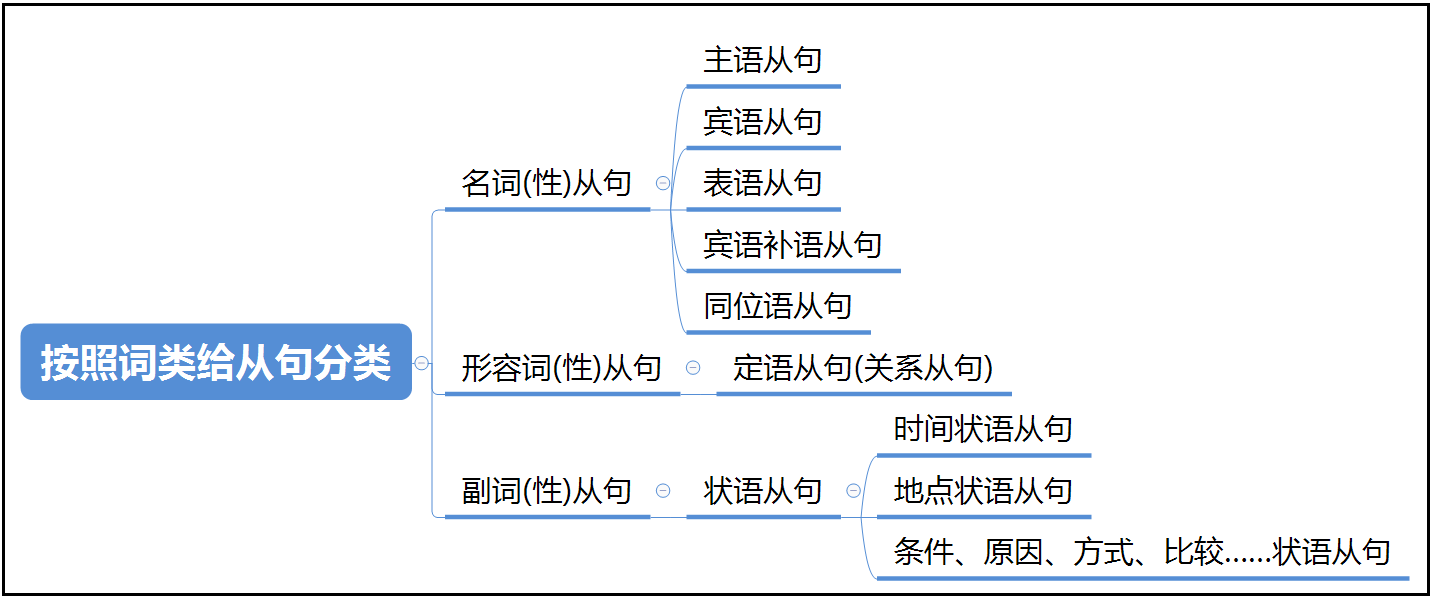 按照词类给从句分类
名词(性)从句
主语从句
宾语从句
表语从句
宾语补语从句
同位语从句
形容词(性)从句
定语从句(关系从句)
副词(性)从句
状语从句
时间状语从句
地点状语从句
条件、原因、方式、比较……状语从句